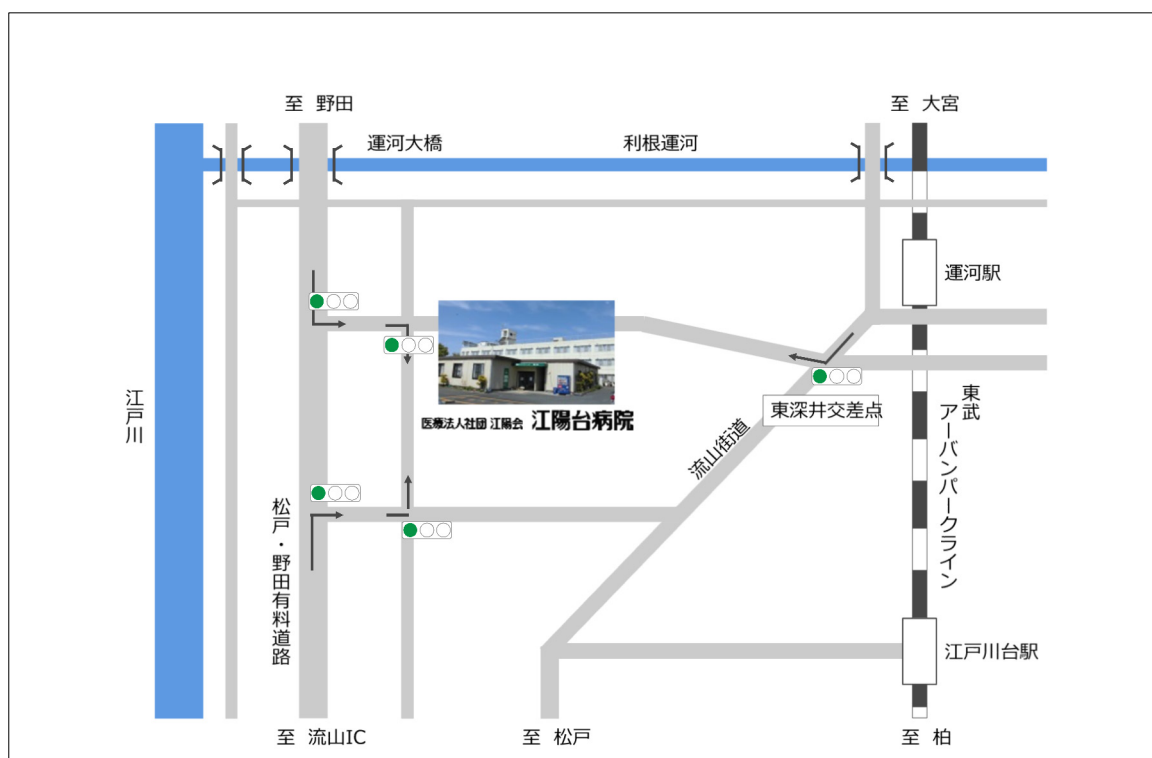 至 野田
至 大宮
運河大橋
利根運河
運河駅
江戸川
医療法人社団 江陽会 江陽台病院
東深井交差点
流山街道
東武
アーバンパークライン
松戸・野田有料道路
江戸川台駅
至 流山IC
至 松戸
至 柏